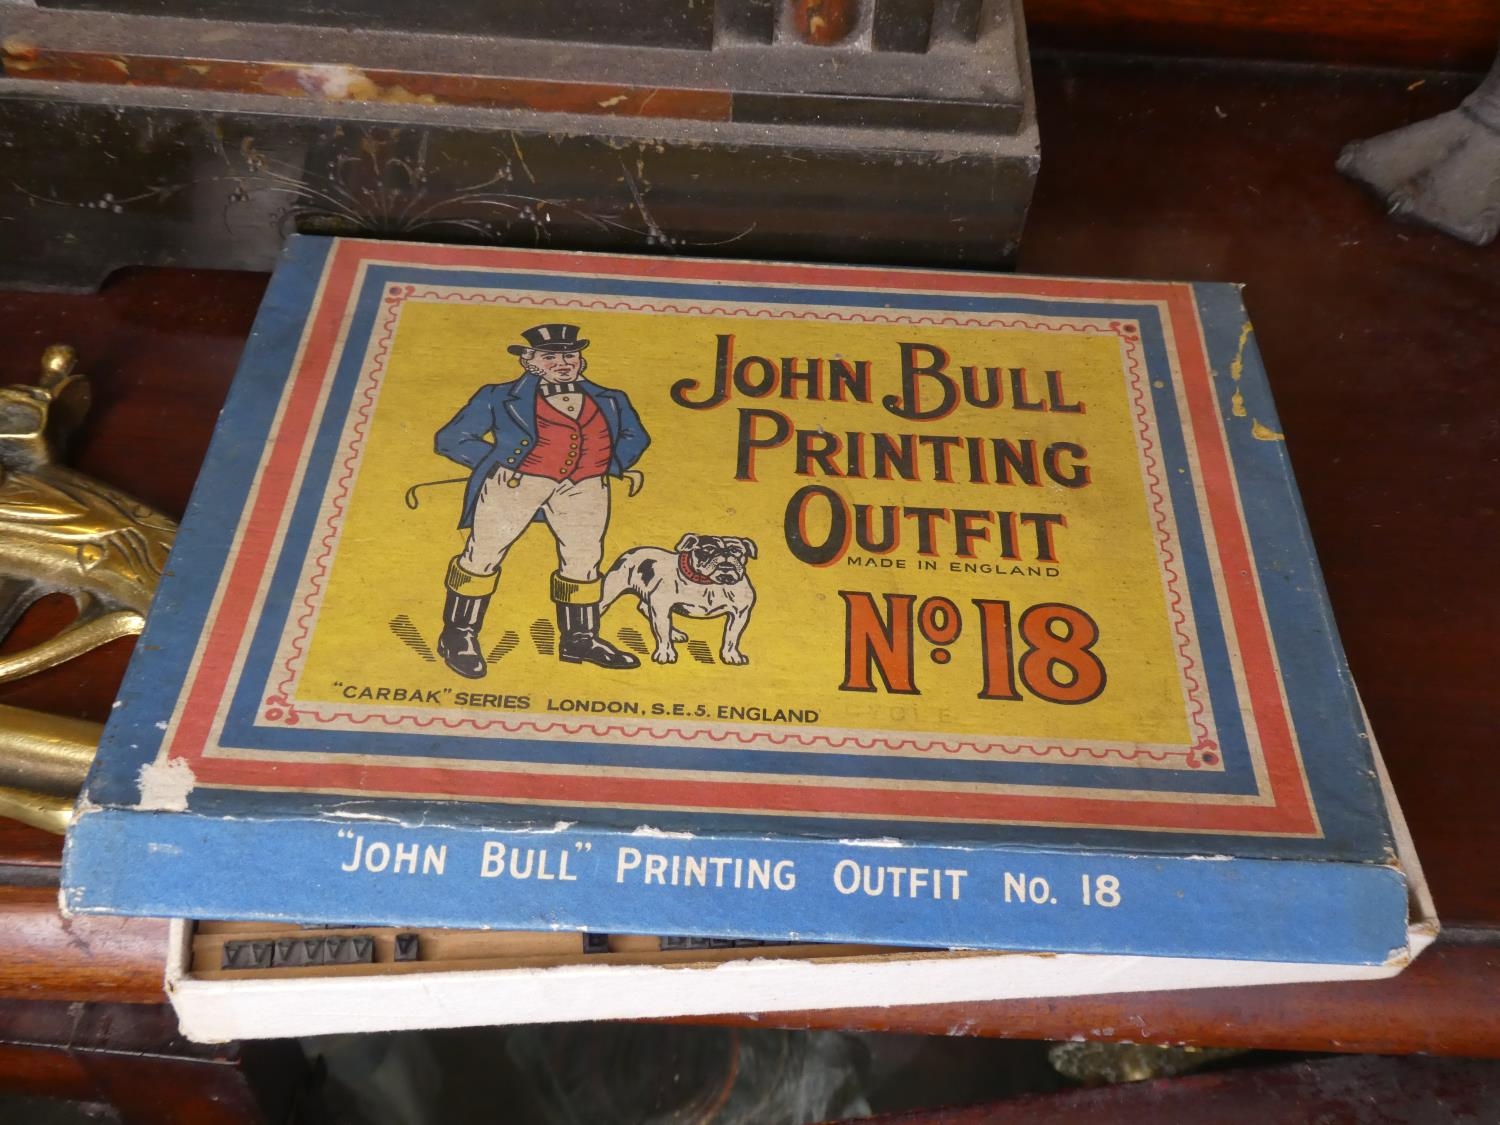 JOHN BULL
PRINTING
OUTFIT
MADE IN ENGLAND
No. 18
"CARBAK" SERIES LONDON, S.E.5. ENGLAND
"JOHN BULL" PRINTING OUTFIT No. 18